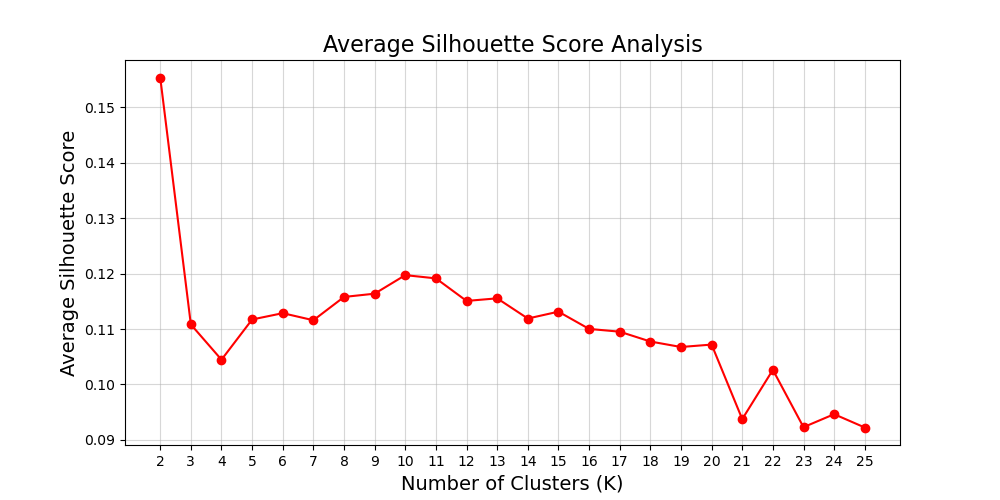 Average Silhouette Score Analysis
Average Silhouette Score
0.15
0.14
0.13
0.12
0.11
0.10
0.09
2 3 4 5 6 7 8 9 10 11 12 13 14 15 16 17 18 19 20 21 22 23 24 25
Number of Clusters (K)